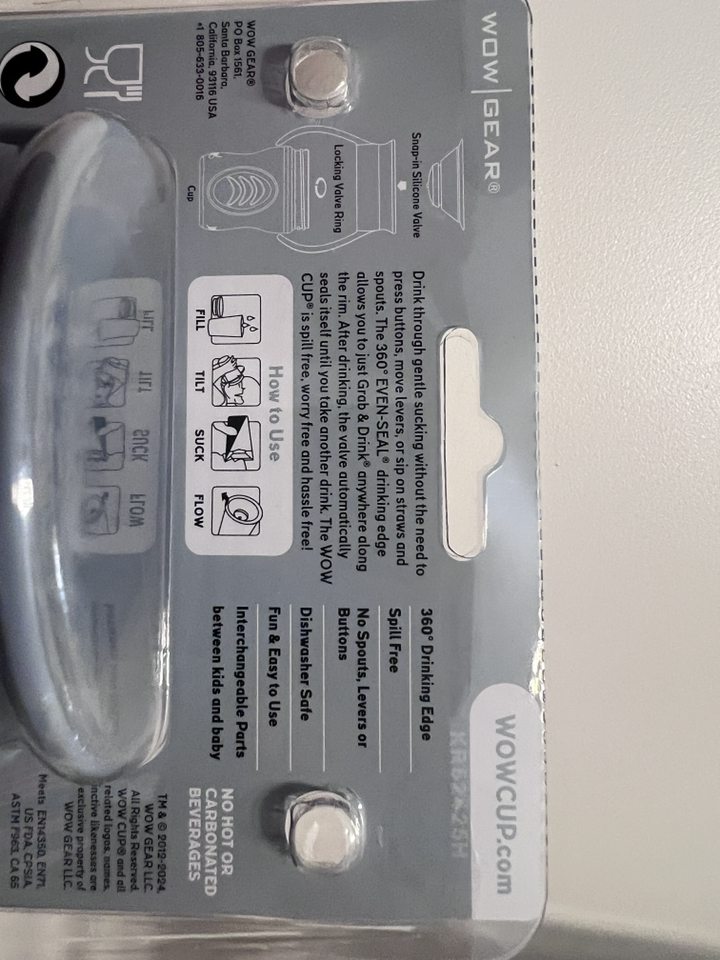 WOW|GEAR®
WOWCUP.com
Snap-in Silicone Valve
Locking Valve Ring
Cup
WOW GEAR®
PO Box 1561,
Santa Barbara,
California, 93116 USA
+1 805-633-0016
Drink through gentle sucking without the need to
press buttons, move levers, or sip on straws and
spouts. The 360° EVEN-SEAL® drinking edge
allows you to just Grab & Drink® anywhere along
the rim. After drinking, the valve automatically
seals itself until you take another drink. The WOW
CUP® is spill free, worry free and hassle free!
How to Use
FILL
TILT
SUCK
FLOW
360° Drinking Edge
Spill Free
No Spouts, Levers or
Buttons
Dishwasher Safe
Fun & Easy to Use
Interchangeable Parts
between kids and baby
NO HOT OR
CARBONATED
BEVERAGES
TM & © 2012-2024,
WOW GEAR LLC.
All Rights Reserved.
WOW CUP® and all
related logos, names,
likenesses are
exclusive property of
WOW GEAR LLC.
Meets EN14350, EN71,
US FDA, CPSIA,
ASTM F963, CA 65